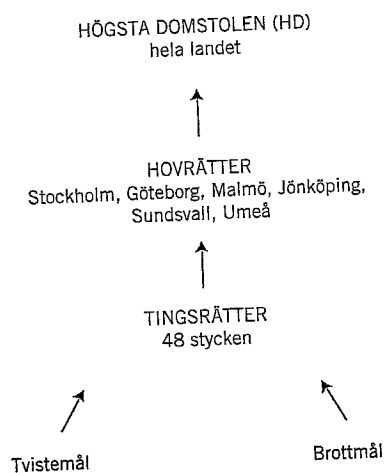 HÖGSTA DOMSTOLEN (HD)
hela landet
HOVRÄTTER
Stockholm, Göteborg, Malmö, Jönköping,
Sundsvall, Umeå
TINGSRÄTTER
48 stycken
Tvistemål
Brottmål